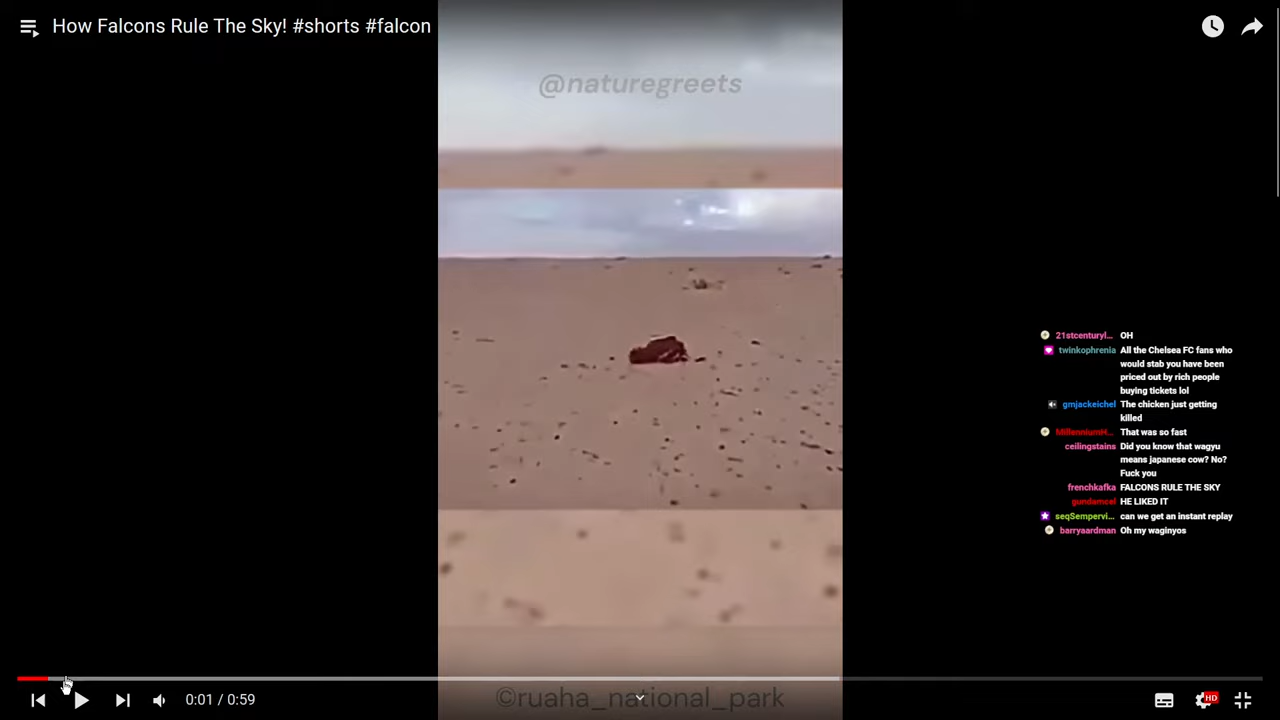 How Falcons Rule The Sky! #shorts #falcon
@naturegreets
21stcenturyl... OH
twinkophrenia All the Chelsea FC fans who
would stab you have been
priced out by rich people
buying tickets lol
gmjackeichel The chicken just getting
killed
MillenniumH... That was so fast
ceilingstains Did you know that wagyu
means japanese cow? No?
Fuck you
frenchkafka FALCONS RULE THE SKY
gundamcel HE LIKED IT
seqSempervi... can we get an instant replay
barryaardman Oh my waginyos
0:01 / 0:59
©ruaha_national_park
HD